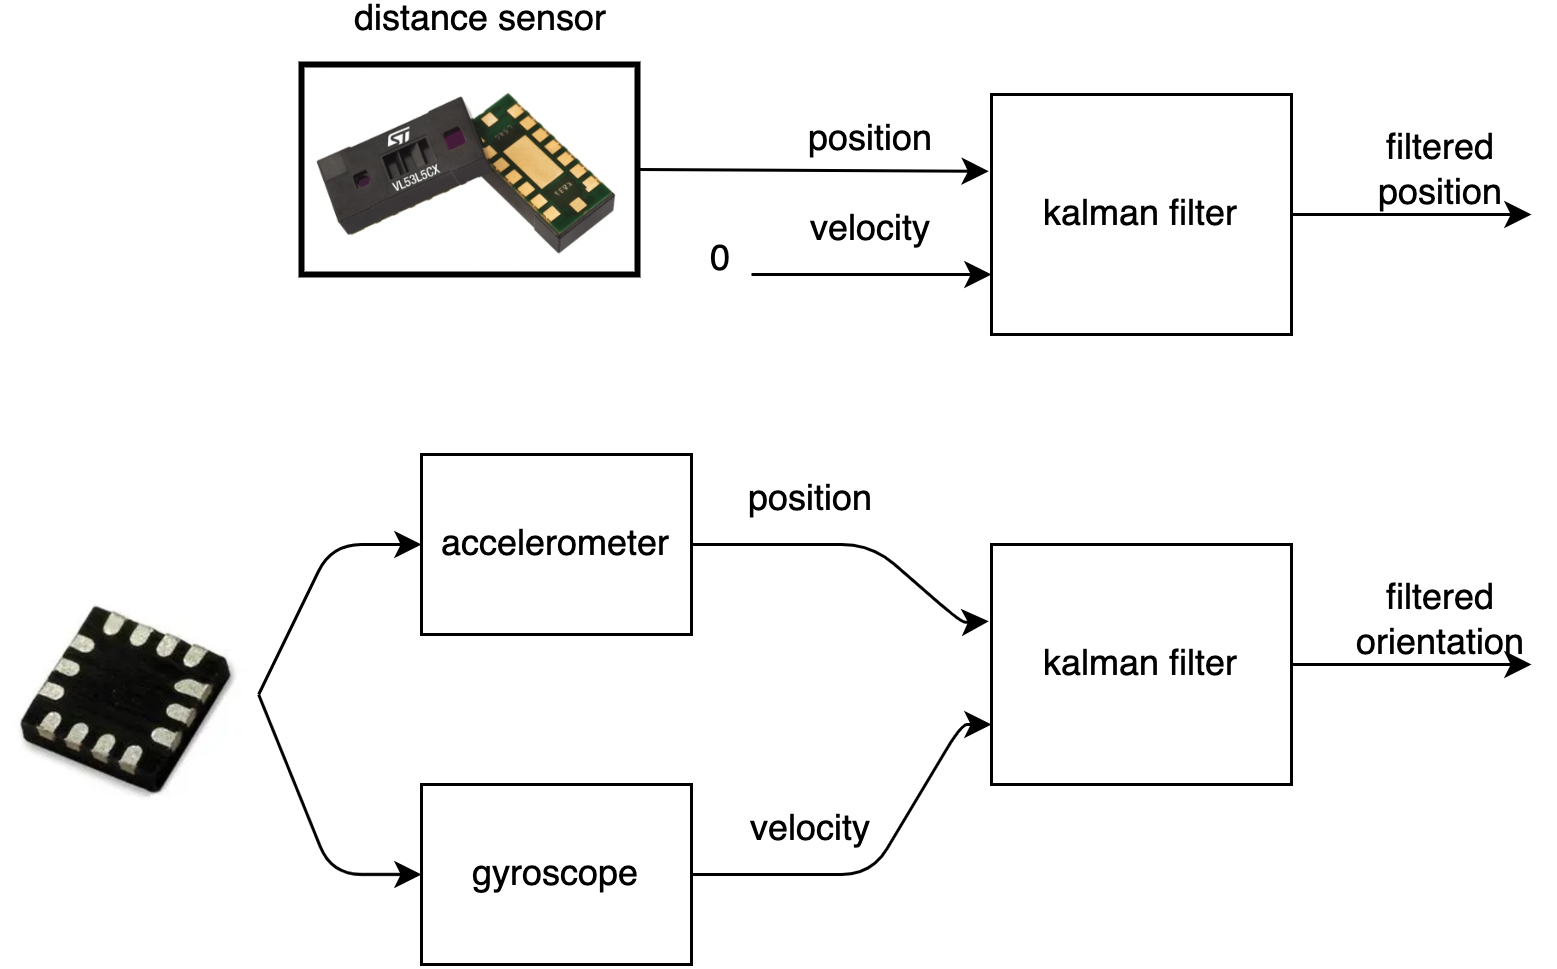 distance sensor
ST
VL53L5CX
position
velocity
0
kalman filter
filtered
position
accelerometer
position
gyroscope
velocity
kalman filter
filtered
orientation